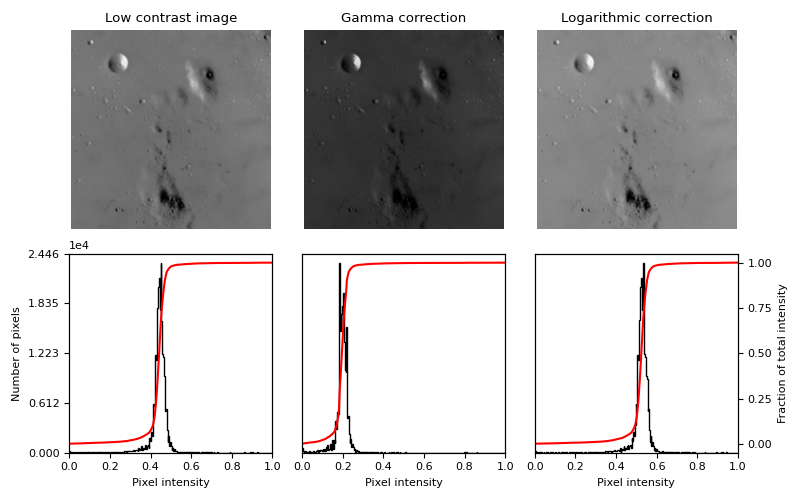 Low contrast image
Gamma correction
Logarithmic correction
1e4
2.446
1.835
1.223
0.612
0.000
Number of pixels
0.0 0.2 0.4 0.6 0.8 1.0
Pixel intensity
0.0 0.2 0.4 0.6 0.8 1.0
Pixel intensity
0.0 0.2 0.4 0.6 0.8 1.0
Pixel intensity
1.00
0.75
0.50
0.25
0.00
Fraction of total intensity